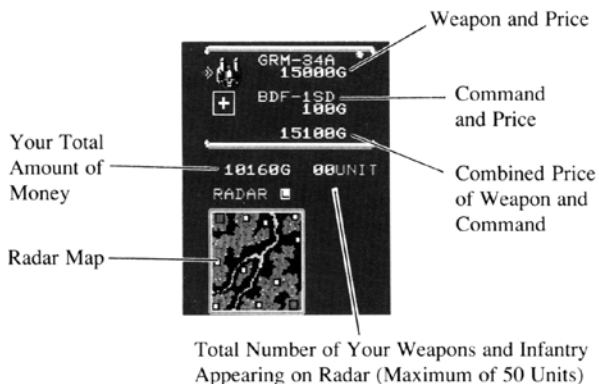 Weapon and Price
GRM-34A
15000G
BDF-1SD
100G
15100G
Command
and Price
Your Total
Amount of
Money
10160G 00UNIT
Combined Price
of Weapon and
Command
RADAR L
Radar Map
Total Number of Your Weapons and Infantry
Appearing on Radar (Maximum of 50 Units)